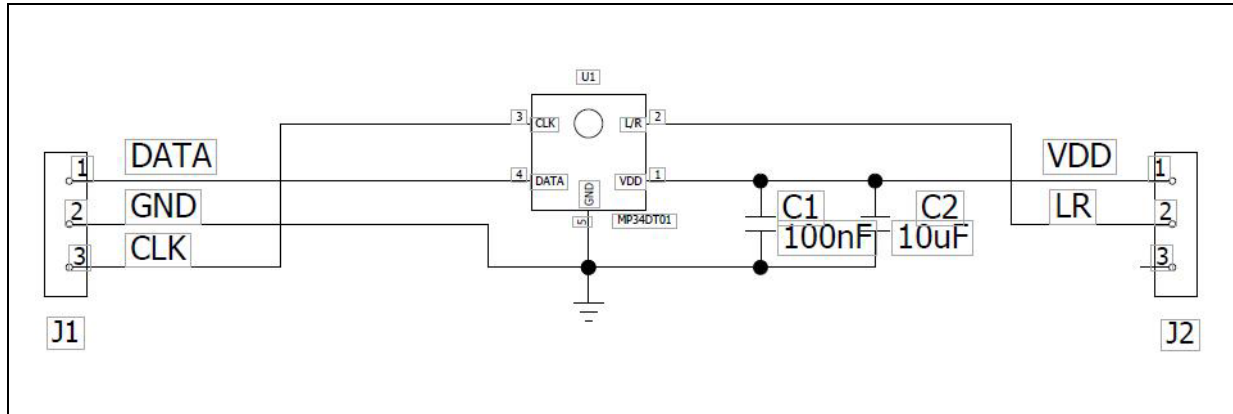 U1
3 CLK L/R 2
1 DATA 4 DATA VDD 1 VDD 1
2 GND GND C1 C2 LR 2
5 MP34DT01
100nF 10uF
3 CLK 3
J1 J2